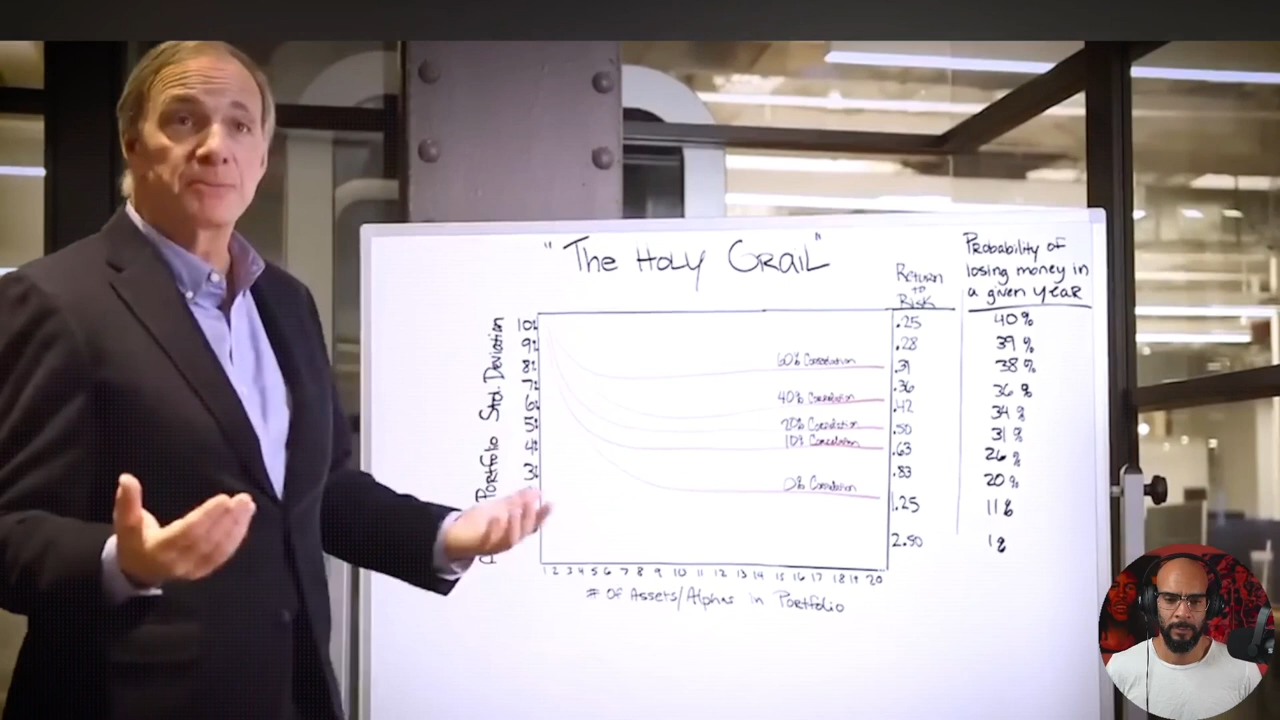 "The Holy Grail"
Return
to
Risk
Probability of
losing money in
a given year
Portfolio Std. Deviation
10%
9%
8%
7%
6%
5%
4%
3%
60% Correlation
40% Correlation
20% Correlation
10% Correlation
0% Correlation
.25
.28
.31
.36
.42
.50
.63
.83
1.25
2.50
40%
39%
38%
36%
34%
31%
26%
20%
11%
1%
1 2 3 4 5 6 7 8 9 10 11 12 13 14 15 16 17 18 19 20
# Of Assets/Alphas in Portfolio